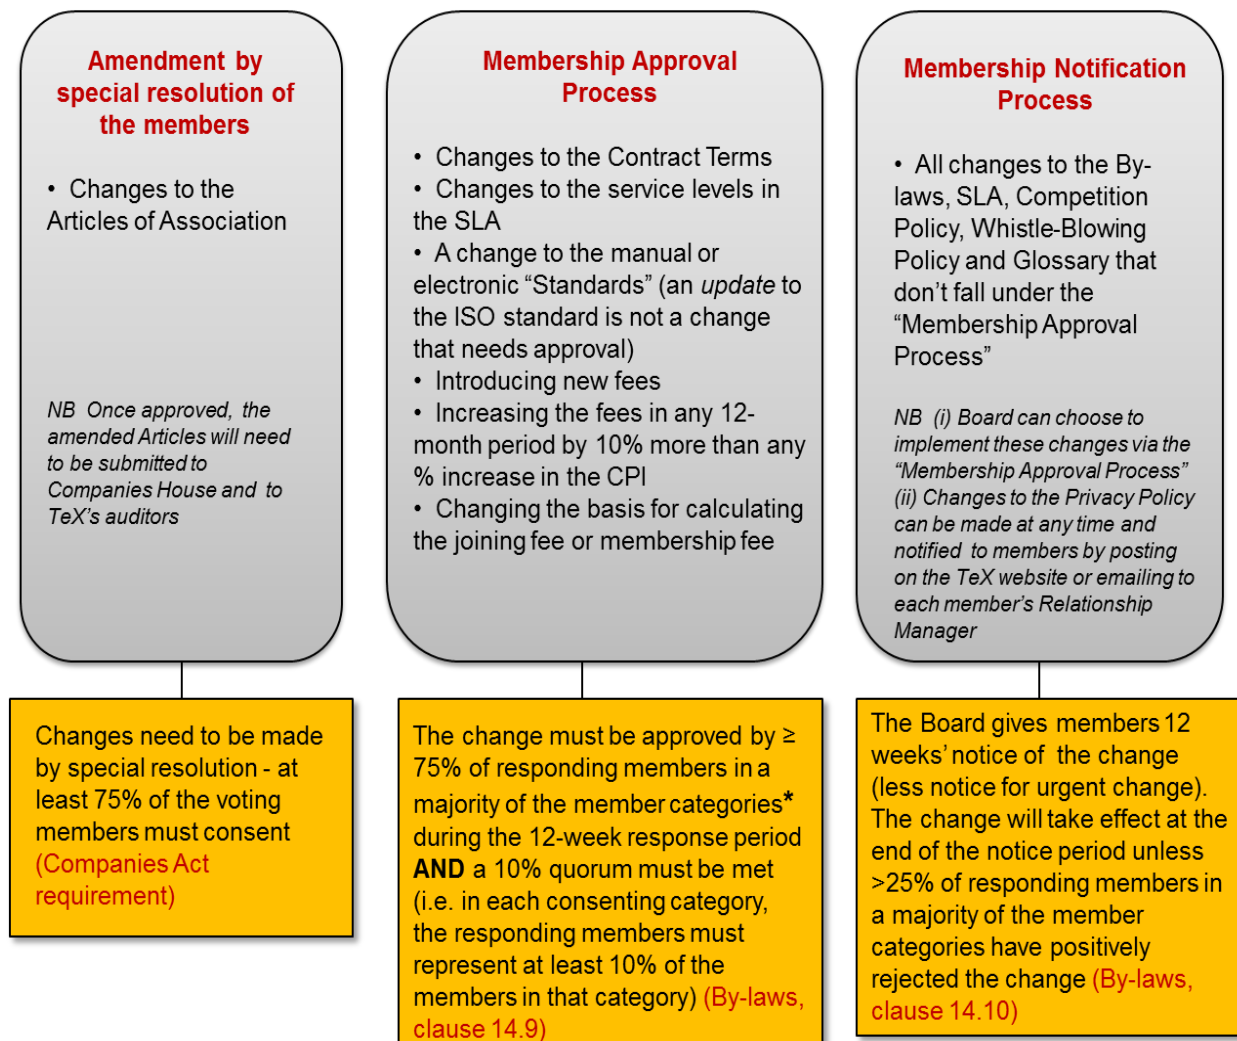 Amendment by
special resolution of
the members
• Changes to the
Articles of Association
NB Once approved, the
amended Articles will need
to be submitted to
Companies House and to
TeX's auditors
Changes need to be made
by special resolution - at
least 75% of the voting
members must consent
(Companies Act
requirement)
Membership Approval
Process
• Changes to the Contract Terms
• Changes to the service levels in
the SLA
• A change to the manual or
electronic “Standards” (an update to
the ISO standard is not a change
that needs approval)
• Introducing new fees
• Increasing the fees in any 12-
month period by 10% more than any
% increase in the CPI
• Changing the basis for calculating
the joining fee or membership fee
The change must be approved by ≥
75% of responding members in a
majority of the member categories*
during the 12-week response period
AND a 10% quorum must be met
(i.e. in each consenting category,
the responding members must
represent at least 10% of the
members in that category) (By-laws,
clause 14.9)
Membership Notification
Process
• All changes to the By-
laws, SLA, Competition
Policy, Whistle-Blowing
Policy and Glossary that
don’t fall under the
“Membership Approval
Process”
NB (i) Board can choose to
implement these changes via the
“Membership Approval Process”
(ii) Changes to the Privacy Policy
can be made at any time and
notified to members by posting
on the TeX website or emailing to
each member’s Relationship
Manager
The Board gives members 12
weeks’ notice of the change
(less notice for urgent change).
The change will take effect at the
end of the notice period unless
>25% of responding members in
a majority of the member
categories have positively
rejected the change (By-laws,
clause 14.10)